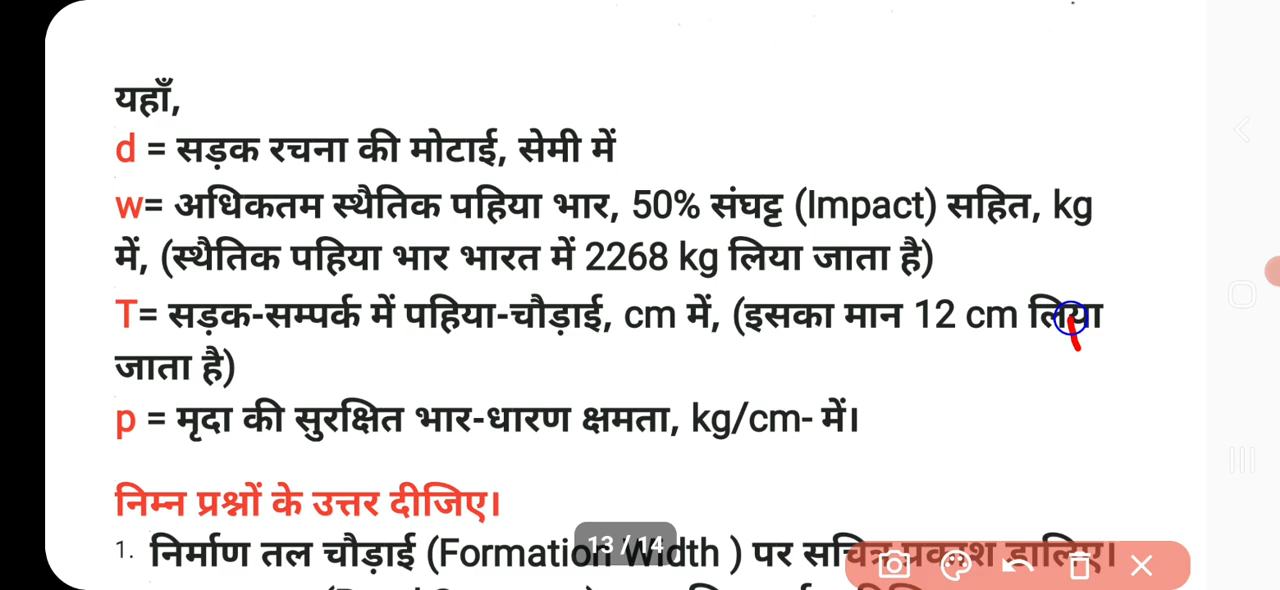 यहाँ,
d = सड़क रचना की मोटाई, सेमी में
w= अधिकतम स्थैतिक पहिया भार, 50% संघट्ट (Impact) सहित, kg
में, (स्थैतिक पहिया भार भारत में 2268 kg लिया जाता है)
T= सड़क-सम्पर्क में पहिया-चौड़ाई, cm में, (इसका मान 12 cm लिया
जाता है)
p = मृदा की सुरक्षित भार-धारण क्षमता, kg/cm- में।
निम्न प्रश्नों के उत्तर दीजिए।
1. निर्माण तल चौड़ाई (Formation Width ) पर सचित्र प्रकाश डालिए।
13 / 14